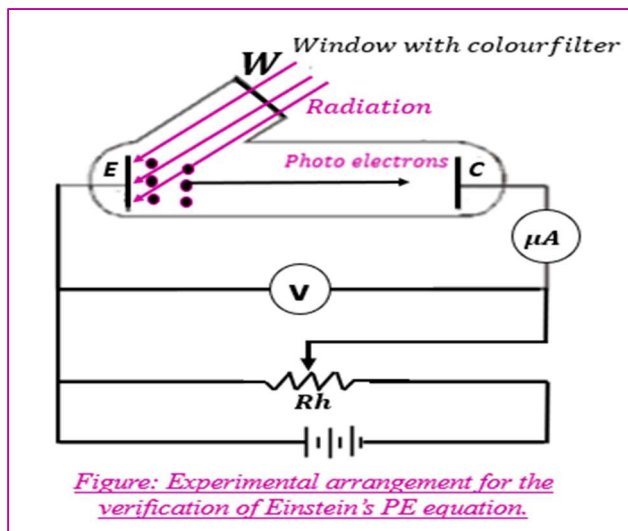 Window with colourfilter
W
Radiation
E
Photo electrons
C
μA
V
Rh
Figure: Experimental arrangement for the
verification of Einstein's PE equation.